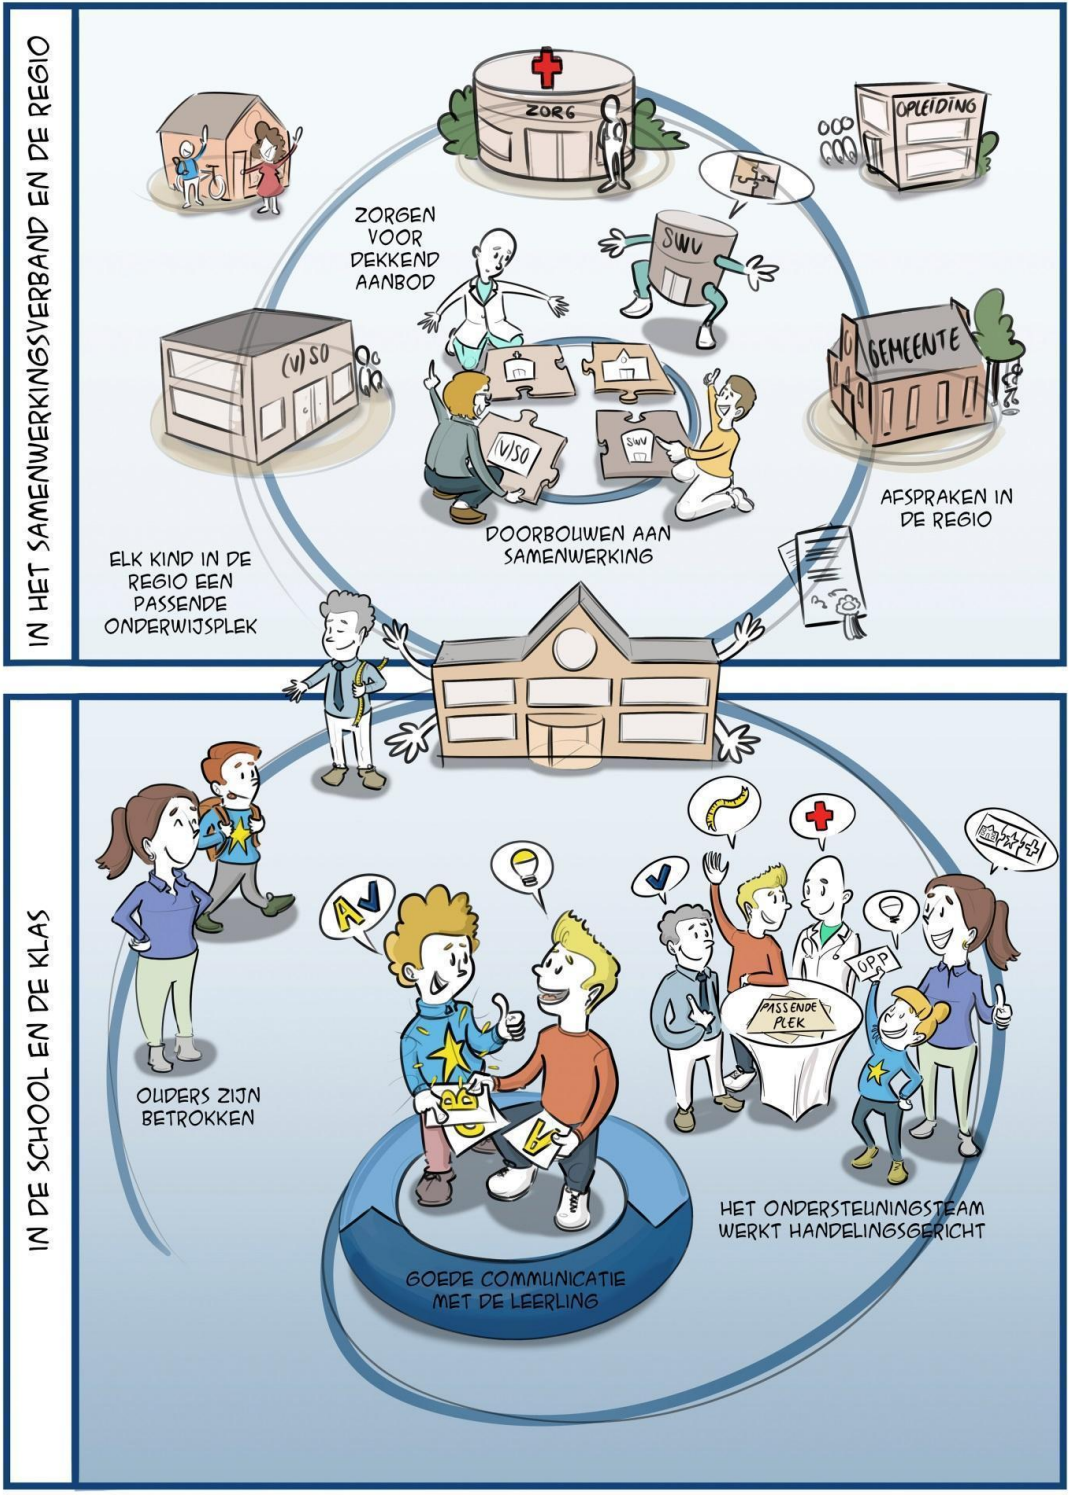 IN HET SAMENWERKINGSVERBAND EN DE REGIO
ZORG
OPLEIDING
ZORGEN
VOOR
DEKKEND
AANBOD
SWV
(V)SO
GEMEENTE
(V)SO
SWV
DOORBOUWEN AAN
SAMENWERKING
AFSPRAKEN IN
DE REGIO
ELK KIND IN DE
REGIO EEN
PASSENDE
ONDERWIJSPLEK
IN DE SCHOOL EN DE KLAS
A
OPP
PASSENDE
PLEK
OUDERS ZIJN
BETROKKEN
A
HET ONDERSTEUNINGSTEAM
WERKT HANDELINGSGERICHT
GOEDE COMMUNICATIE
MET DE LEERLING